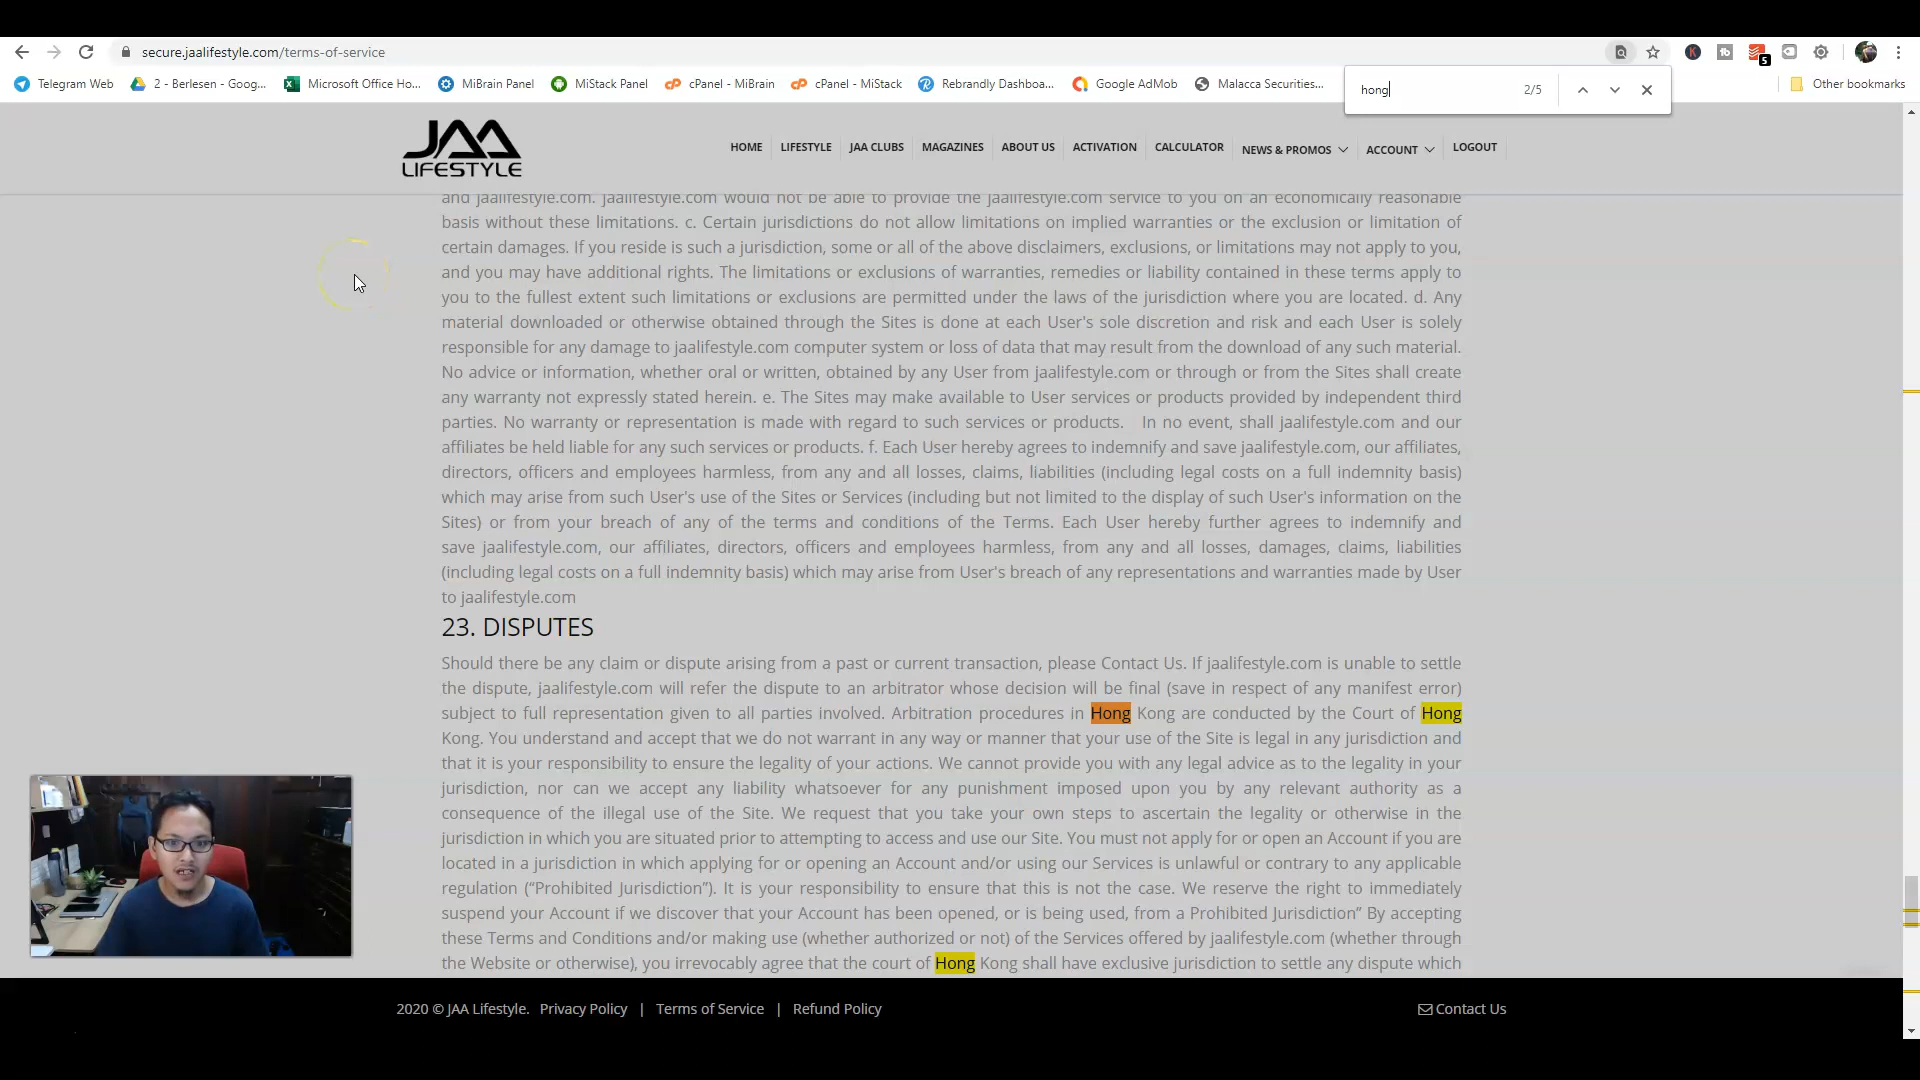 secure.jaalifestyle.com/terms-of-service
5
Telegram Web
2 - Berlesen - Goog...
Microsoft Office Ho...
MiBrain Panel
MiStack Panel
cPanel - MiBrain
cPanel - MiStack
Rebrandly Dashboa...
Google AdMob
Malacca Securities...
Other bookmarks
hong
2/5
JAA
LIFESTYLE
HOME
LIFESTYLE
JAA CLUBS
MAGAZINES
ABOUT US
ACTIVATION
CALCULATOR
NEWS & PROMOS
ACCOUNT
LOGOUT
and jaalifestyle.com. jaalifestyle.com would not be able to provide the jaalifestyle.com service to you on an economically reasonable
basis without these limitations. c. Certain jurisdictions do not allow limitations on implied warranties or the exclusion or limitation of
certain damages. If you reside is such a jurisdiction, some or all of the above disclaimers, exclusions, or limitations may not apply to you,
and you may have additional rights. The limitations or exclusions of warranties, remedies or liability contained in these terms apply to
you to the fullest extent such limitations or exclusions are permitted under the laws of the jurisdiction where you are located. d. Any
material downloaded or otherwise obtained through the Sites is done at each User's sole discretion and risk and each User is solely
responsible for any damage to jaalifestyle.com computer system or loss of data that may result from the download of any such material.
No advice or information, whether oral or written, obtained by any User from jaalifestyle.com or through or from the Sites shall create
any warranty not expressly stated herein. e. The Sites may make available to User services or products provided by independent third
parties. No warranty or representation is made with regard to such services or products. In no event, shall jaalifestyle.com and our
affiliates be held liable for any such services or products. f. Each User hereby agrees to indemnify and save jaalifestyle.com, our affiliates,
directors, officers and employees harmless, from any and all losses, claims, liabilities (including legal costs on a full indemnity basis)
which may arise from such User's use of the Sites or Services (including but not limited to the display of such User's information on the
Sites) or from your breach of any of the terms and conditions of the Terms. Each User hereby further agrees to indemnify and
save jaalifestyle.com, our affiliates, directors, officers and employees harmless, from any and all losses, damages, claims, liabilities
(including legal costs on a full indemnity basis) which may arise from User's breach of any representations and warranties made by User
to jaalifestyle.com
23. DISPUTES
Should there be any claim or dispute arising from a past or current transaction, please Contact Us. If jaalifestyle.com is unable to settle
the dispute, jaalifestyle.com will refer the dispute to an arbitrator whose decision will be final (save in respect of any manifest error)
subject to full representation given to all parties involved. Arbitration procedures in Hong Kong are conducted by the Court of Hong
Kong. You understand and accept that we do not warrant in any way or manner that your use of the Site is legal in any jurisdiction and
that it is your responsibility to ensure the legality of your actions. We cannot provide you with any legal advice as to the legality in your
jurisdiction, nor can we accept any liability whatsoever for any punishment imposed upon you by any relevant authority as a
consequence of the illegal use of the Site. We request that you take your own steps to ascertain the legality or otherwise in the
jurisdiction in which you are situated prior to attempting to access and use our Site. You must not apply for or open an Account if you are
located in a jurisdiction in which applying for or opening an Account and/or using our Services is unlawful or contrary to any applicable
regulation (“Prohibited Jurisdiction”). It is your responsibility to ensure that this is not the case. We reserve the right to immediately
suspend your Account if we discover that your Account has been opened, or is being used, from a Prohibited Jurisdiction” By accepting
these Terms and Conditions and/or making use (whether authorized or not) of the Services offered by jaalifestyle.com (whether through
the Website or otherwise), you irrevocably agree that the court of Hong Kong shall have exclusive jurisdiction to settle any dispute which
2020 © JAA Lifestyle. Privacy Policy | Terms of Service | Refund Policy
Contact Us